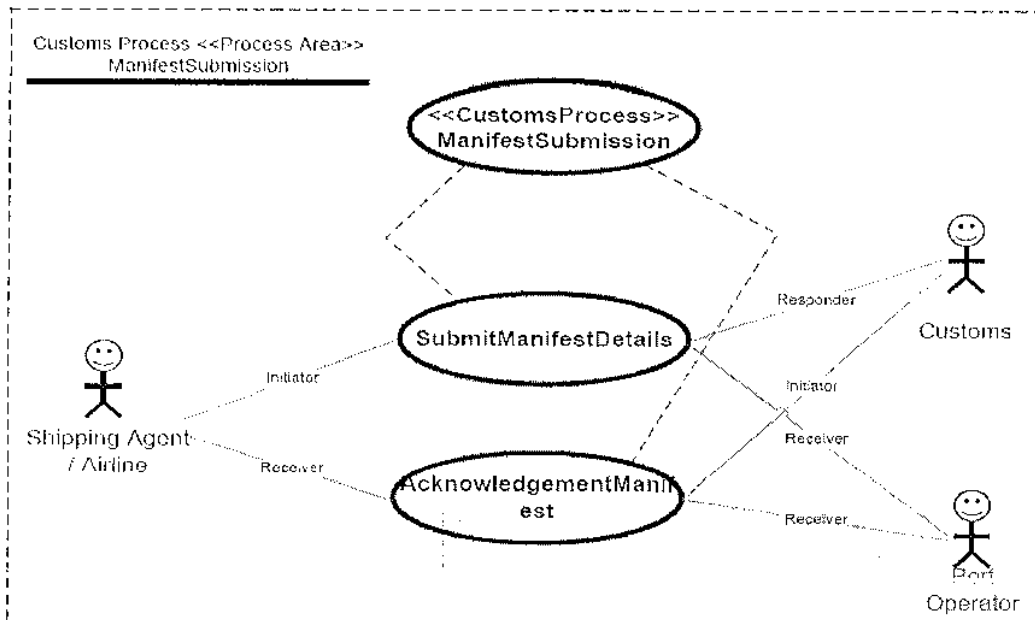 Customs Process <<Process Area>>
ManifestSubmission
<<CustomsProcess>>
ManifestSubmission
Responder
Customs
SubmitManifestDetails
Initiator
Initiator
Shipping Agent
/ Airline
Receiver
Receiver
AcknowledgementManif
est
Receiver
Port
Operator